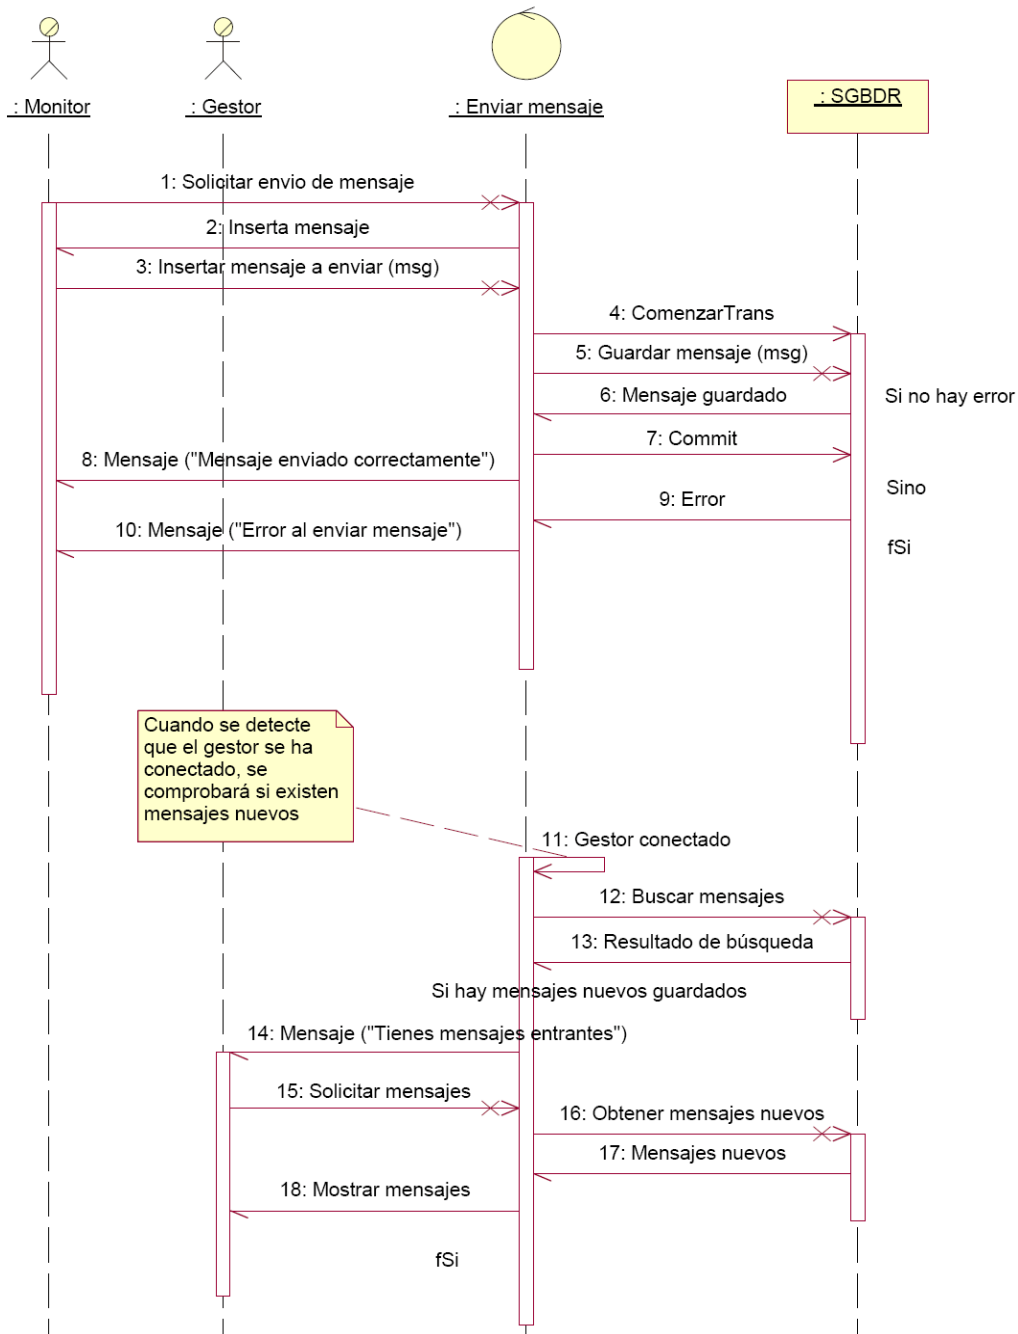 : Monitor
: Gestor
: Enviar mensaje
: SGBDR
1: Solicitar envio de mensaje
2: Inserta mensaje
3: Insertar mensaje a enviar (msg)
4: ComenzarTrans
5: Guardar mensaje (msg)
6: Mensaje guardado
Si no hay error
7: Commit
8: Mensaje ("Mensaje enviado correctamente")
Sino
9: Error
10: Mensaje ("Error al enviar mensaje")
fSi
Cuando se detecte
que el gestor se ha
conectado, se
comprobará si existen
mensajes nuevos
11: Gestor conectado
12: Buscar mensajes
13: Resultado de búsqueda
Si hay mensajes nuevos guardados
14: Mensaje ("Tienes mensajes entrantes")
15: Solicitar mensajes
16: Obtener mensajes nuevos
17: Mensajes nuevos
18: Mostrar mensajes
fSi